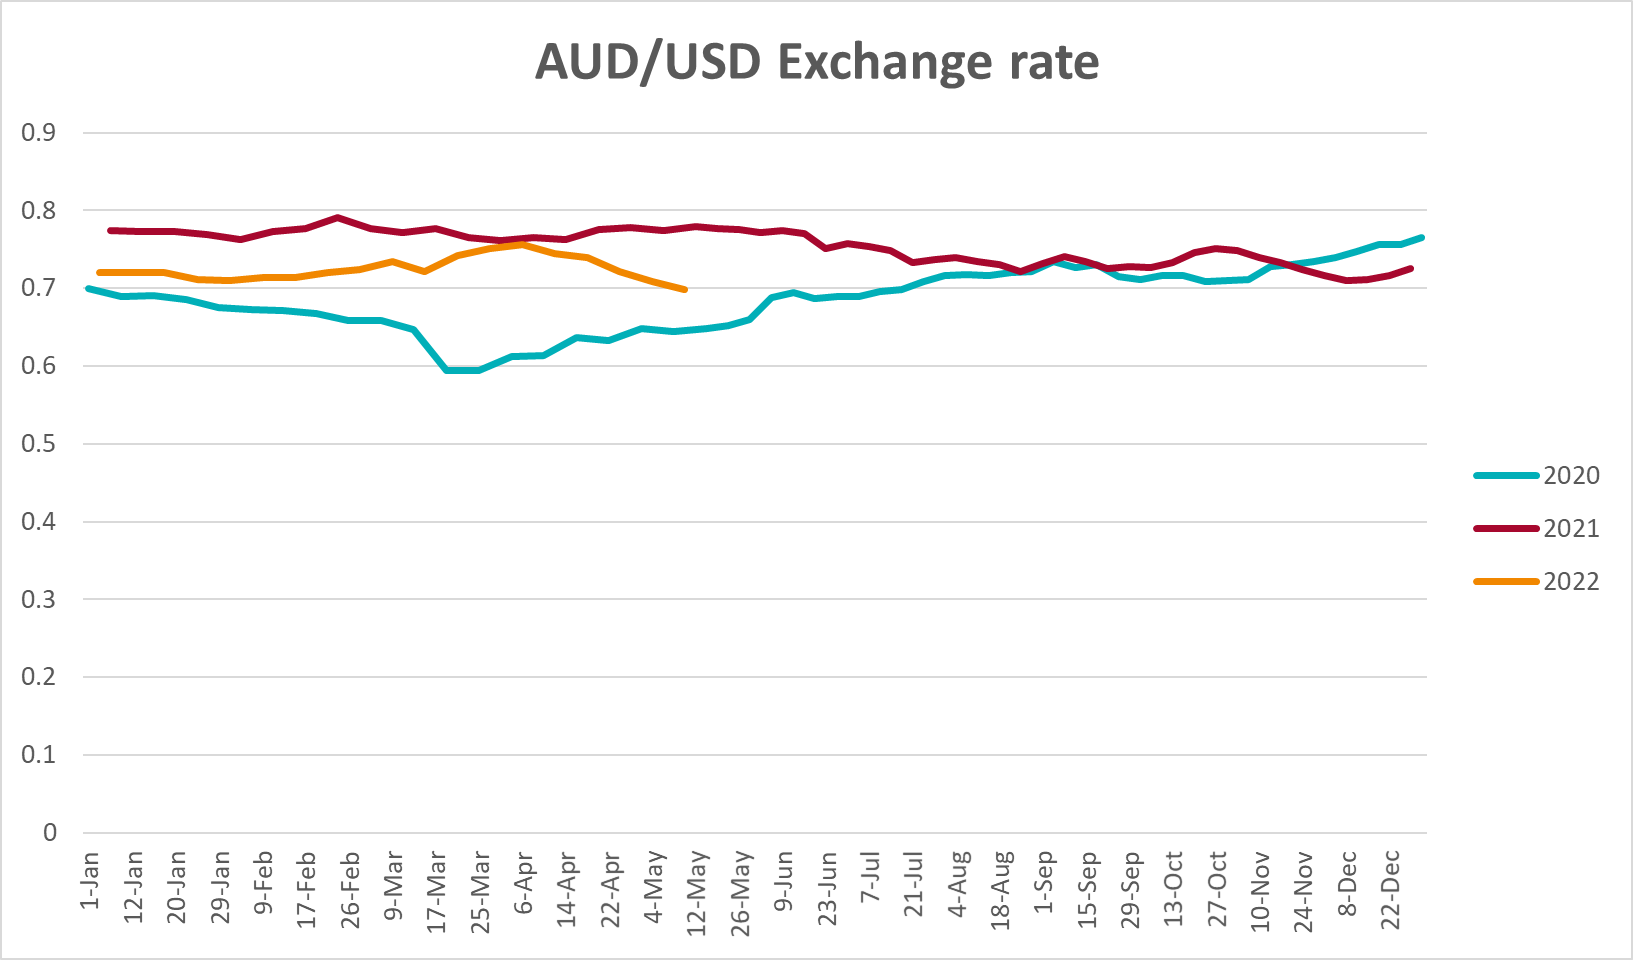 AUD/USD Exchange rate
0.9
0.8
0.7
0.6
0.5
0.4
0.3
0.2
0.1
0
1-Jan
12-Jan
20-Jan
29-Jan
9-Feb
17-Feb
26-Feb
9-Mar
17-Mar
25-Mar
6-Apr
14-Apr
22-Apr
4-May
12-May
26-May
9-Jun
23-Jun
7-Jul
21-Jul
4-Aug
18-Aug
1-Sep
15-Sep
29-Sep
13-Oct
27-Oct
10-Nov
24-Nov
8-Dec
22-Dec
2020
2021
2022